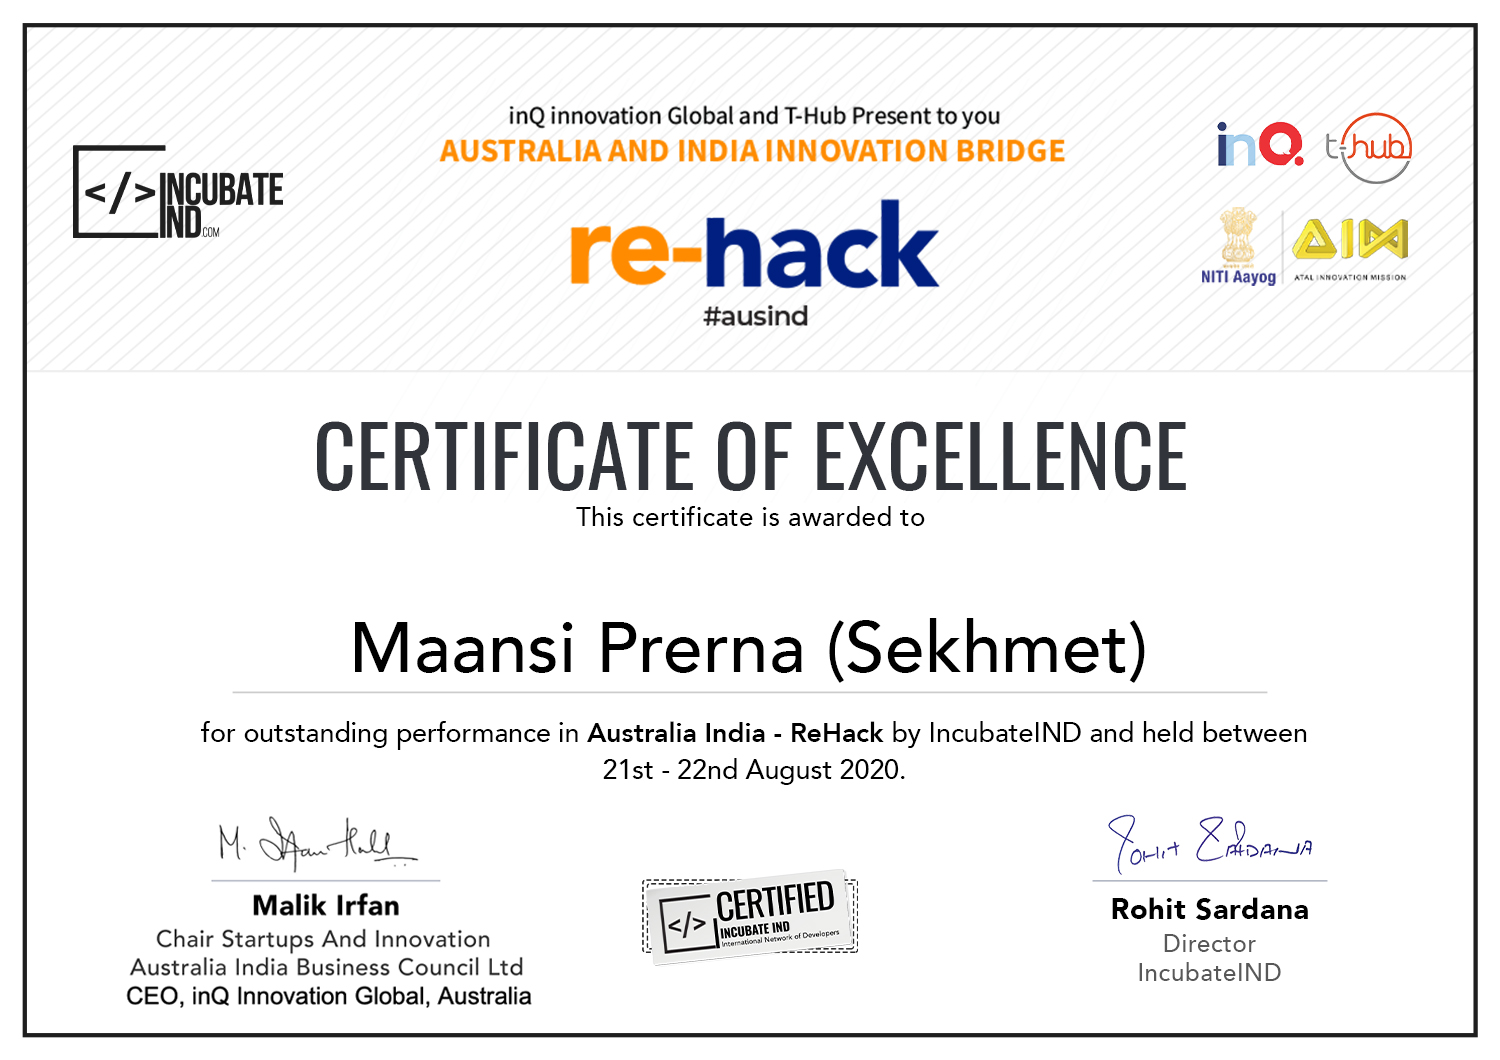 inQ innovation Global and T-Hub Present to you
AUSTRALIA AND INDIA INNOVATION BRIDGE
</> INCUBATE
IND.COM
re-hack
#ausind
inQ.
t-hub
NITI Aayog
AIM
ATAL INNOVATION MISSION
CERTIFICATE OF EXCELLENCE
This certificate is awarded to
Maansi Prerna (Sekhmet)
for outstanding performance in Australia India - ReHack by IncubateIND and held between
21st - 22nd August 2020.
M. Irfan Malik
Malik Irfan
Chair Startups And Innovation
Australia India Business Council Ltd
CEO, inQ Innovation Global, Australia
</> CERTIFIED
INCUBATE IND
International Network of Developers
Rohit Sardana
Rohit Sardana
Director
IncubateIND